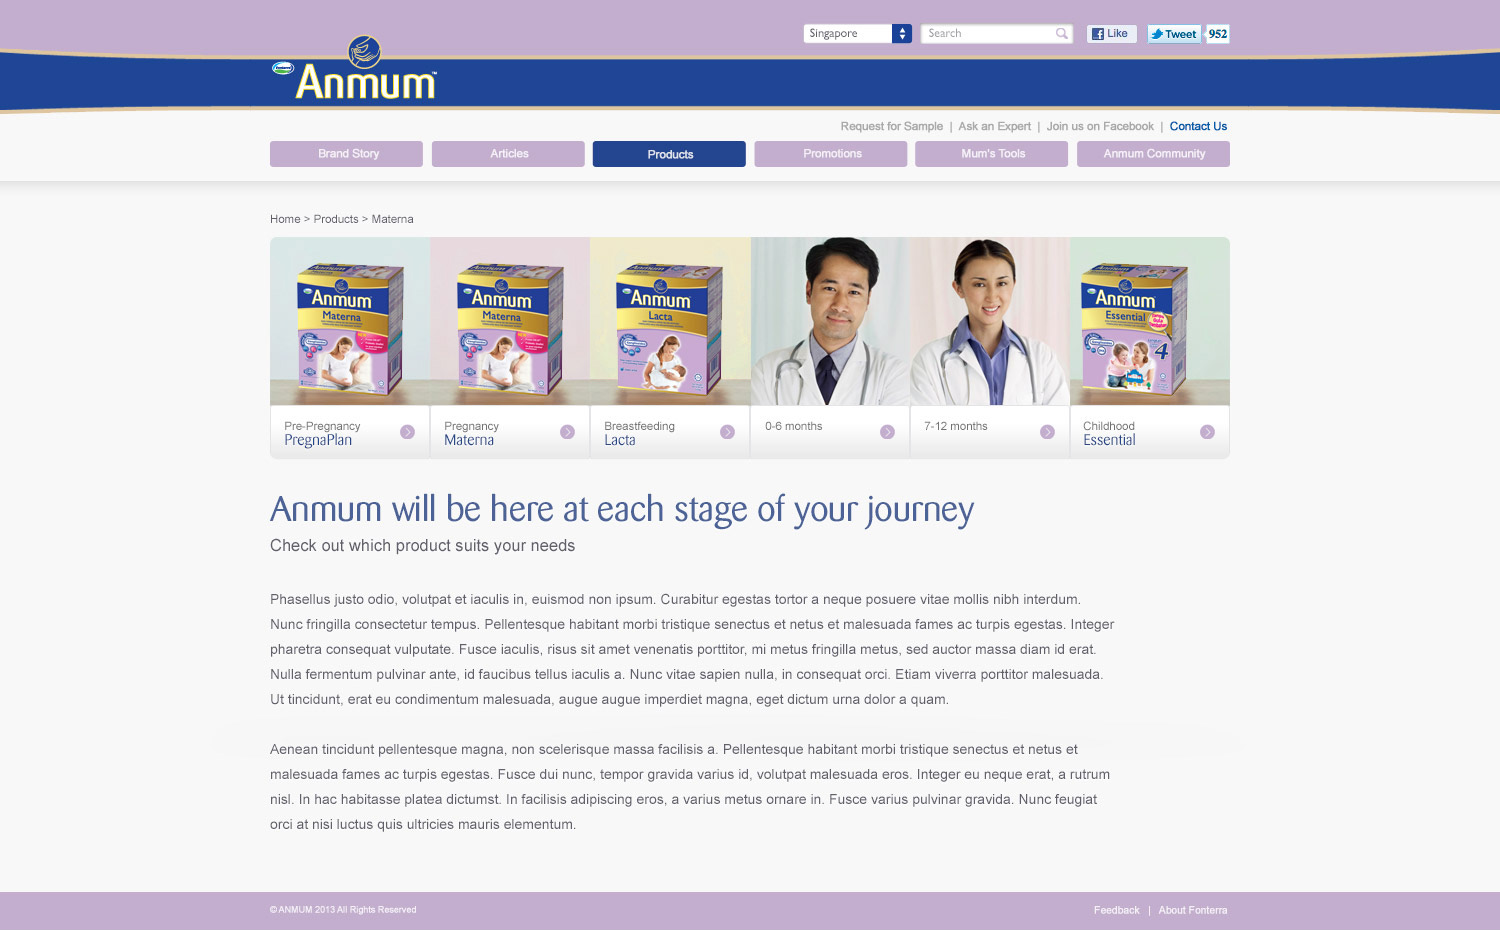 Singapore
Search
Like
Tweet
952
Anmum™
Request for Sample | Ask an Expert | Join us on Facebook | Contact Us
Brand Story
Articles
Products
Promotions
Mum's Tools
Anmum Community
Home > Products > Materna
Anmum
Materna
Anmum
Materna
Anmum
Lacta
Anmum
Essential
4
Pre-Pregnancy
PregnaPlan
Pregnancy
Materna
Breastfeeding
Lacta
0-6 months
7-12 months
Childhood
Essential
Anmum will be here at each stage of your journey
Check out which product suits your needs
Phasellus justo odio, volutpat et iaculis in, euismod non ipsum. Curabitur egestas tortor a neque posuere vitae mollis nibh interdum.
Nunc fringilla consectetur tempus. Pellentesque habitant morbi tristique senectus et netus et malesuada fames ac turpis egestas. Integer
pharetra consequat vulputate. Fusce iaculis, risus sit amet venenatis porttitor, mi metus fringilla metus, sed auctor massa diam id erat.
Nulla fermentum pulvinar ante, id faucibus tellus iaculis a. Nunc vitae sapien nulla, in consequat orci. Etiam viverra porttitor malesuada.
Ut tincidunt, erat eu condimentum malesuada, augue augue imperdiet magna, eget dictum urna dolor a quam.
Aenean tincidunt pellentesque magna, non scelerisque massa facilisis a. Pellentesque habitant morbi tristique senectus et netus et
malesuada fames ac turpis egestas. Fusce dui nunc, tempor gravida varius id, volutpat malesuada eros. Integer eu neque erat, a rutrum
nisl. In hac habitasse platea dictumst. In facilisis adipiscing eros, a varius metus ornare in. Fusce varius pulvinar gravida. Nunc feugiat
orci at nisi luctus quis ultricies mauris elementum.
© ANMUM 2013 All Rights Reserved
Feedback | About Fonterra